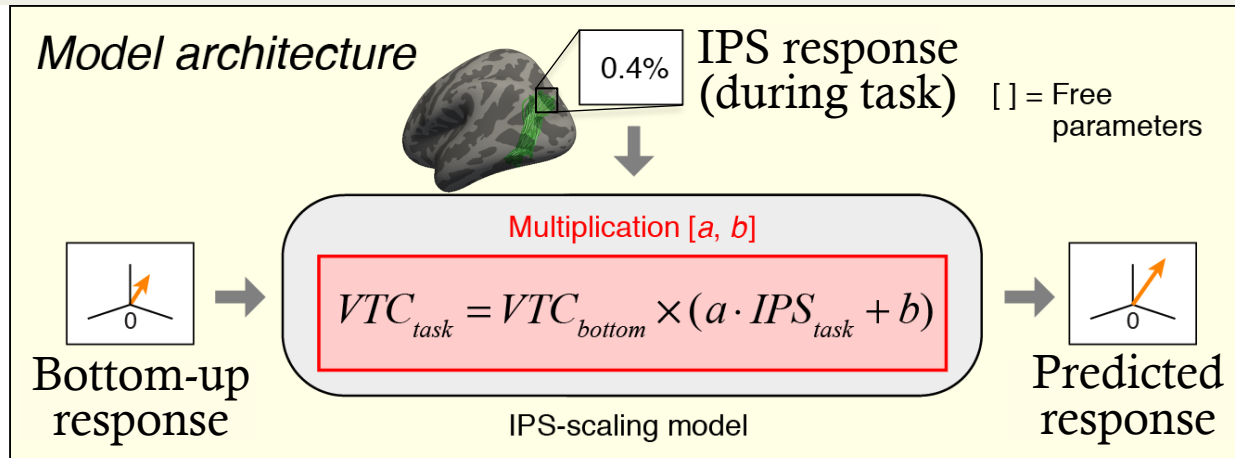 Model architecture
0.4%
IPS response
(during task)
[ ] = Free
parameters
Multiplication [a, b]
VTC_task = VTC_bottom × (a · IPS_task + b)
0
0
Bottom-up
response
Predicted
response
IPS-scaling model